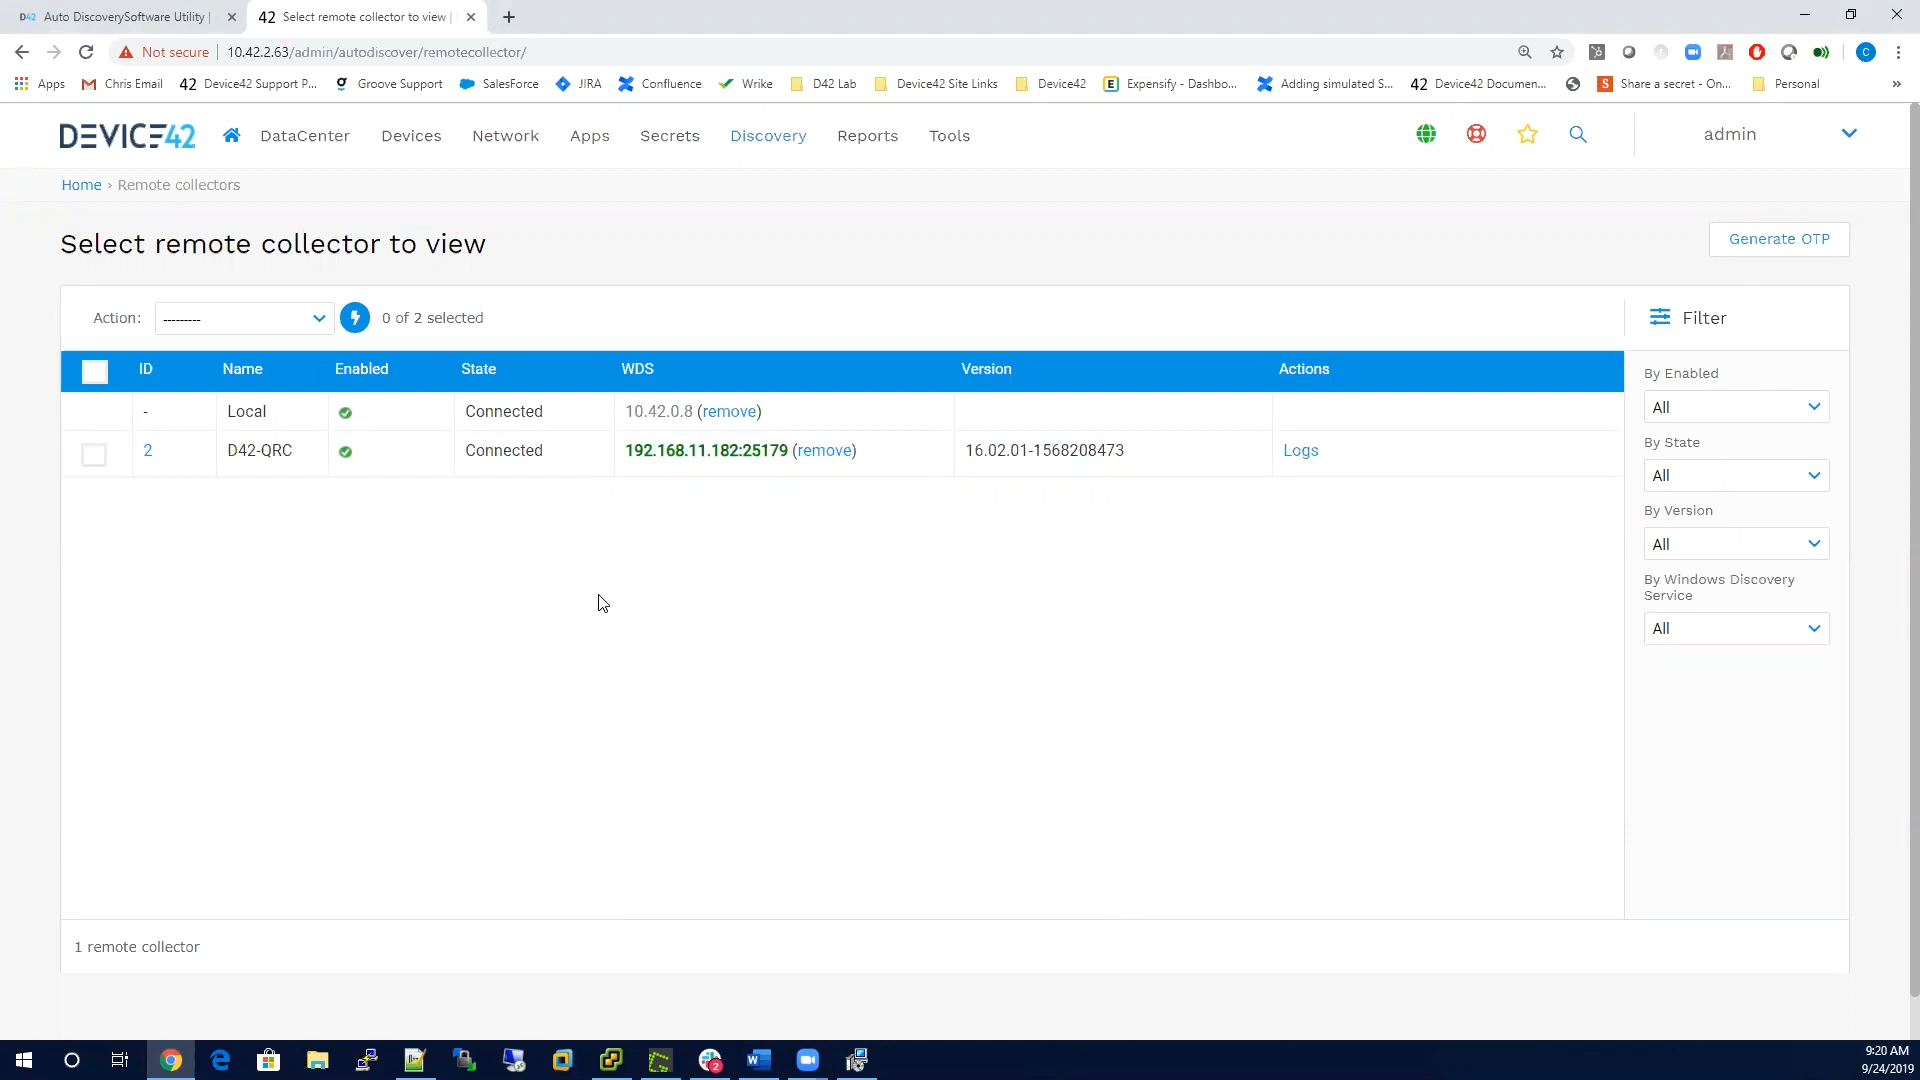 D42 Auto DiscoverySoftware Utility |
42 Select remote collector to view |
Not secure 10.42.2.63/admin/autodiscover/remotecollector/
C
Apps Chris Email 42 Device42 Support P... Groove Support SalesForce JIRA Confluence Wrike D42 Lab Device42 Site Links Device42 E Expensify - Dashbo... Adding simulated S... 42 Device42 Documen... S Share a secret - On... Personal »
DEVICE42 DataCenter Devices Network Apps Secrets Discovery Reports Tools admin
Home › Remote collectors
Select remote collector to view
Generate OTP
Action: --------- 0 of 2 selected
Filter
ID Name Enabled State WDS Version Actions
- Local Connected 10.42.0.8 (remove)
2 D42-QRC Connected 192.168.11.182:25179 (remove) 16.02.01-1568208473 Logs
By Enabled
All
By State
All
By Version
All
By Windows Discovery
Service
All
1 remote collector
2
9:20 AM
9/24/2019